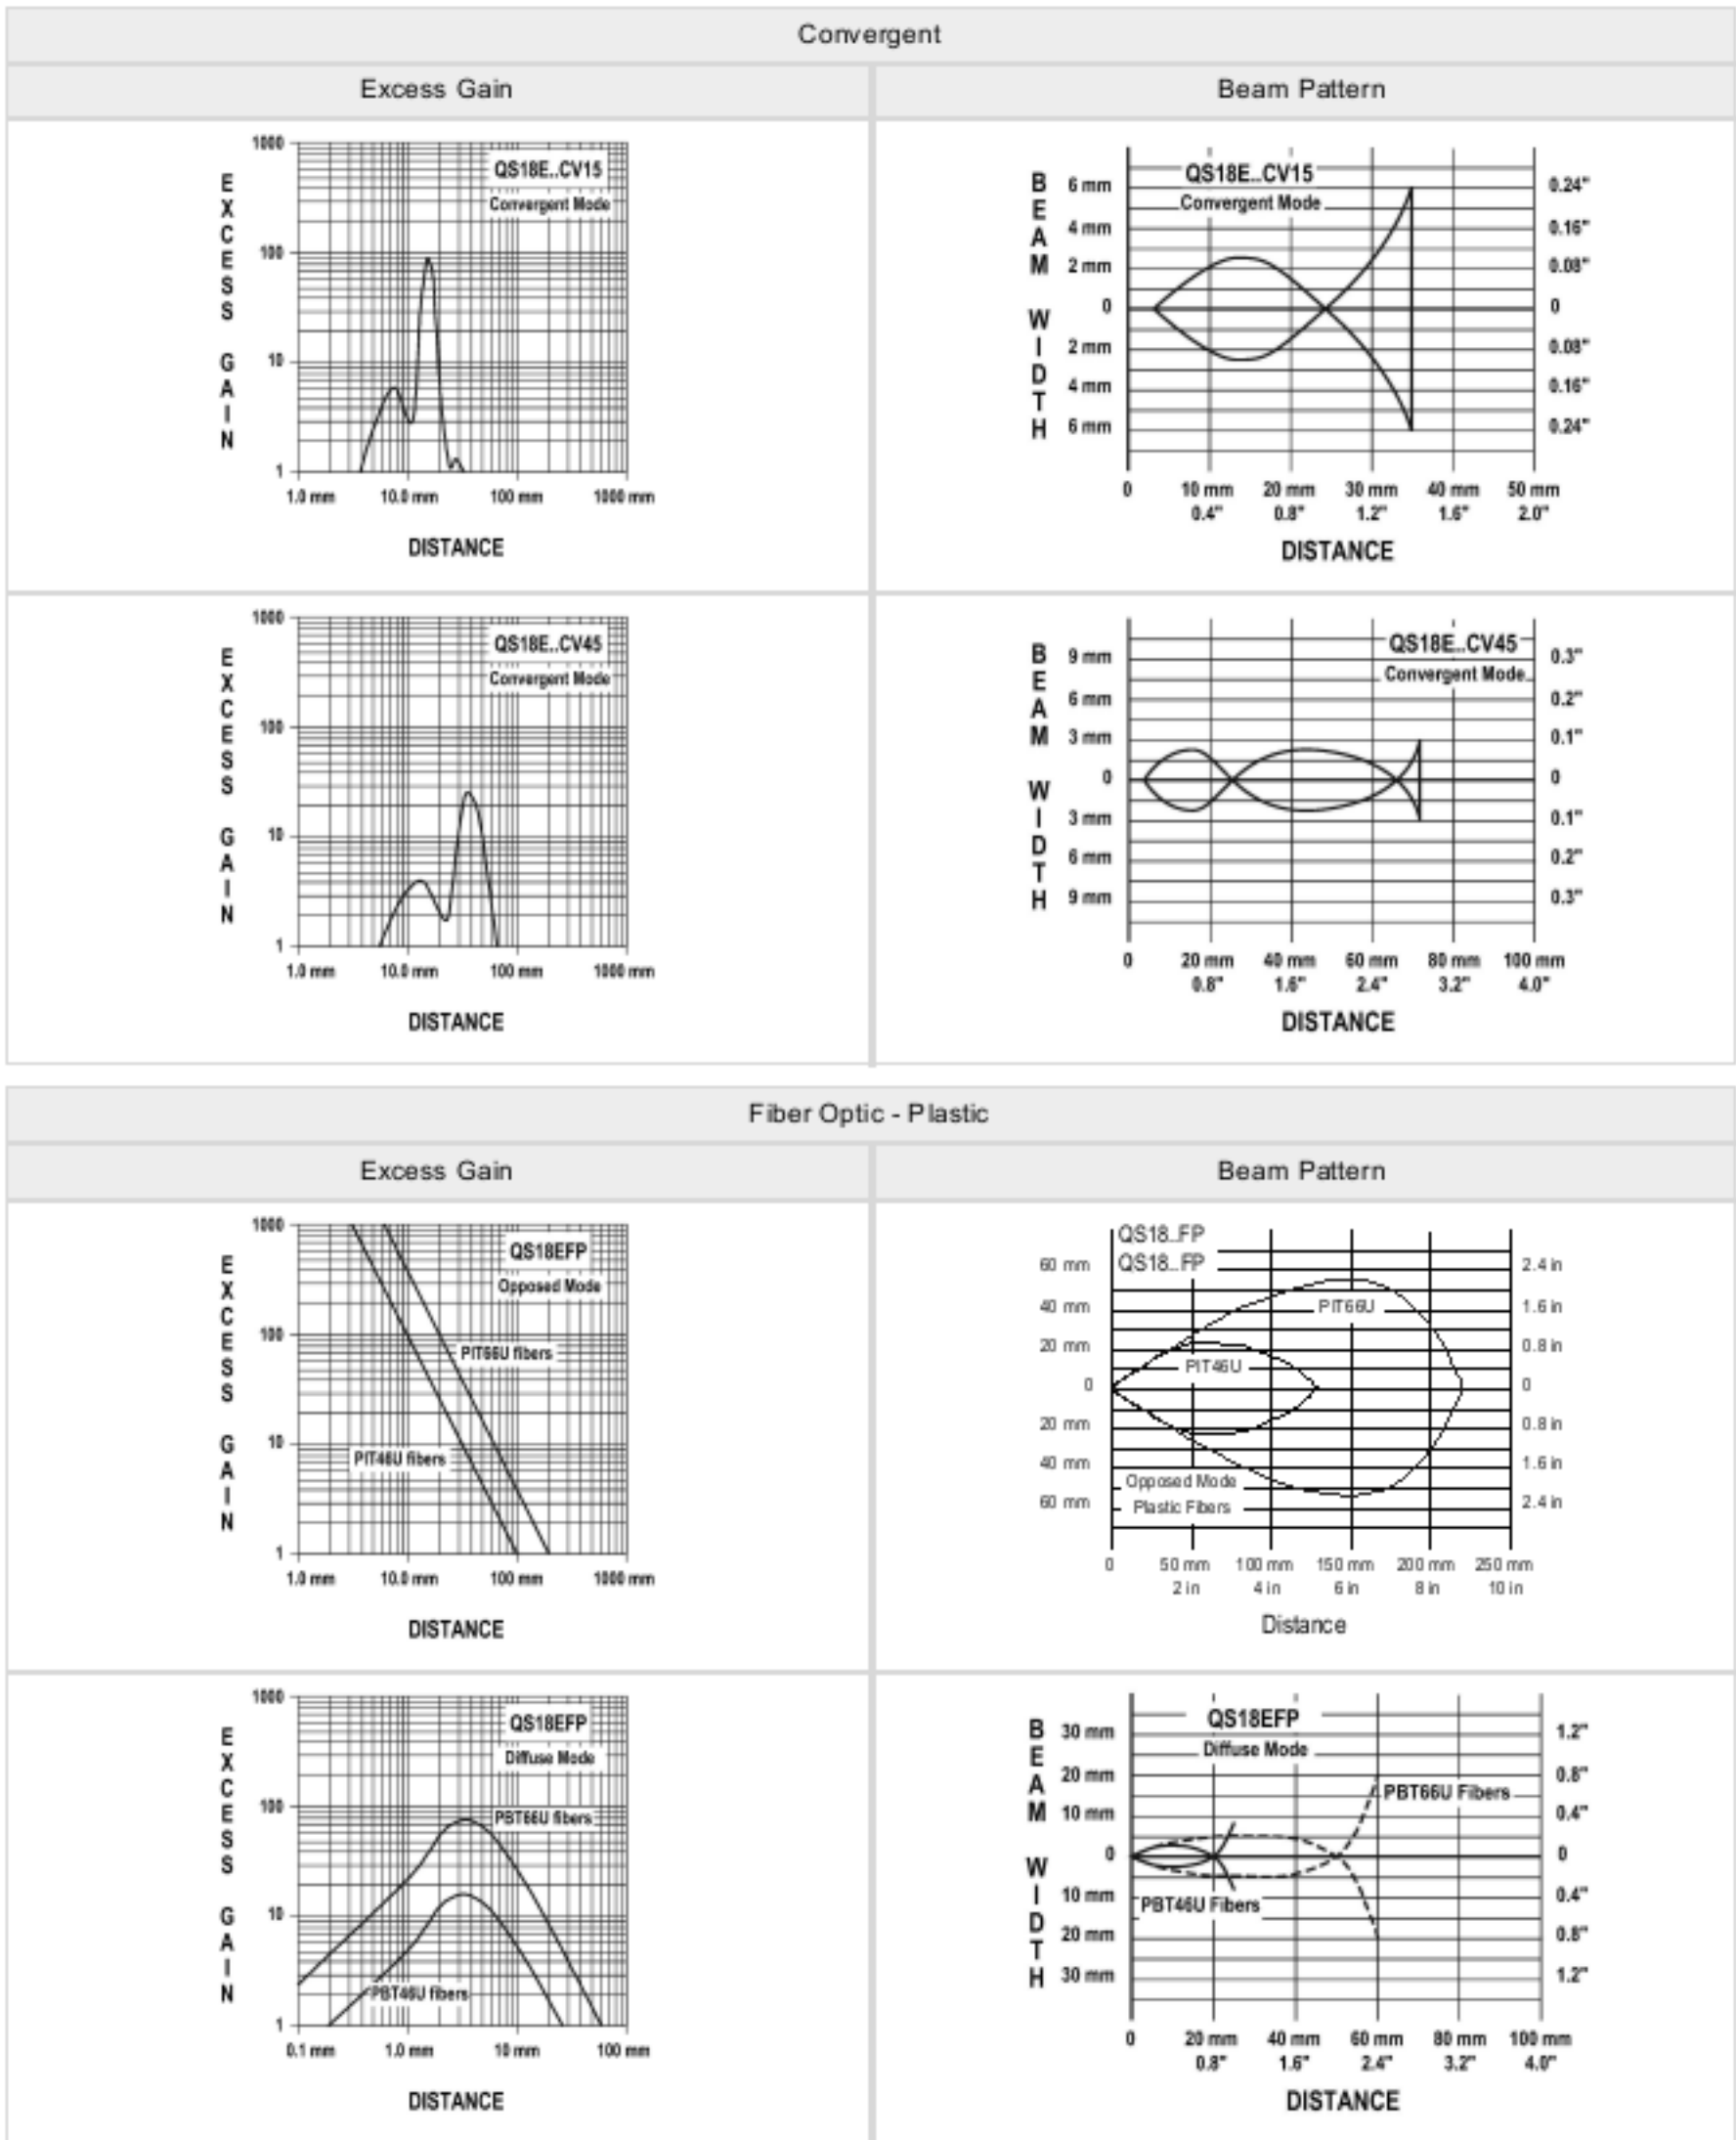 Convergent
Excess Gain
Beam Pattern
EXCESS GAIN
1000
100
10
1
QS18E..CV15
Convergent Mode
1.0 mm 10.0 mm 100 mm 1000 mm
DISTANCE
BEAM WIDTH
QS18E..CV15
Convergent Mode
6 mm 0.24"
4 mm 0.16"
2 mm 0.08"
0 0
2 mm 0.08"
4 mm 0.16"
6 mm 0.24"
0 10 mm 20 mm 30 mm 40 mm 50 mm
0.4" 0.8" 1.2" 1.6" 2.0"
DISTANCE
EXCESS GAIN
1000
100
10
1
QS18E..CV45
Convergent Mode
1.0 mm 10.0 mm 100 mm 1000 mm
DISTANCE
BEAM WIDTH
QS18E..CV45
Convergent Mode
9 mm 0.3"
6 mm 0.2"
3 mm 0.1"
0 0
3 mm 0.1"
6 mm 0.2"
9 mm 0.3"
0 20 mm 40 mm 60 mm 80 mm 100 mm
0.8" 1.6" 2.4" 3.2" 4.0"
DISTANCE
Fiber Optic - Plastic
Excess Gain
Beam Pattern
EXCESS GAIN
1000
100
10
1
QS18EFP
Opposed Mode
PIT66U fibers
PIT46U fibers
1.0 mm 10.0 mm 100 mm 1000 mm
DISTANCE
QS18..FP
QS18..FP
60 mm 2.4 in
40 mm PIT66U 1.6 in
20 mm 0.8 in
PIT46U
0 0
20 mm 0.8 in
40 mm 1.6 in
Opposed Mode
60 mm Plastic Fibers 2.4 in
0 50 mm 100 mm 150 mm 200 mm 250 mm
2 in 4 in 6 in 8 in 10 in
Distance
EXCESS GAIN
1000
100
10
1
QS18EFP
Diffuse Mode
PBT66U fibers
PBT46U fibers
0.1 mm 1.0 mm 10 mm 100 mm
DISTANCE
BEAM WIDTH
QS18EFP
30 mm 1.2"
Diffuse Mode
20 mm 0.8"
PBT66U Fibers
10 mm 0.4"
0 0
10 mm 0.4"
PBT46U Fibers
20 mm 0.8"
30 mm 1.2"
0 20 mm 40 mm 60 mm 80 mm 100 mm
0.8" 1.6" 2.4" 3.2" 4.0"
DISTANCE